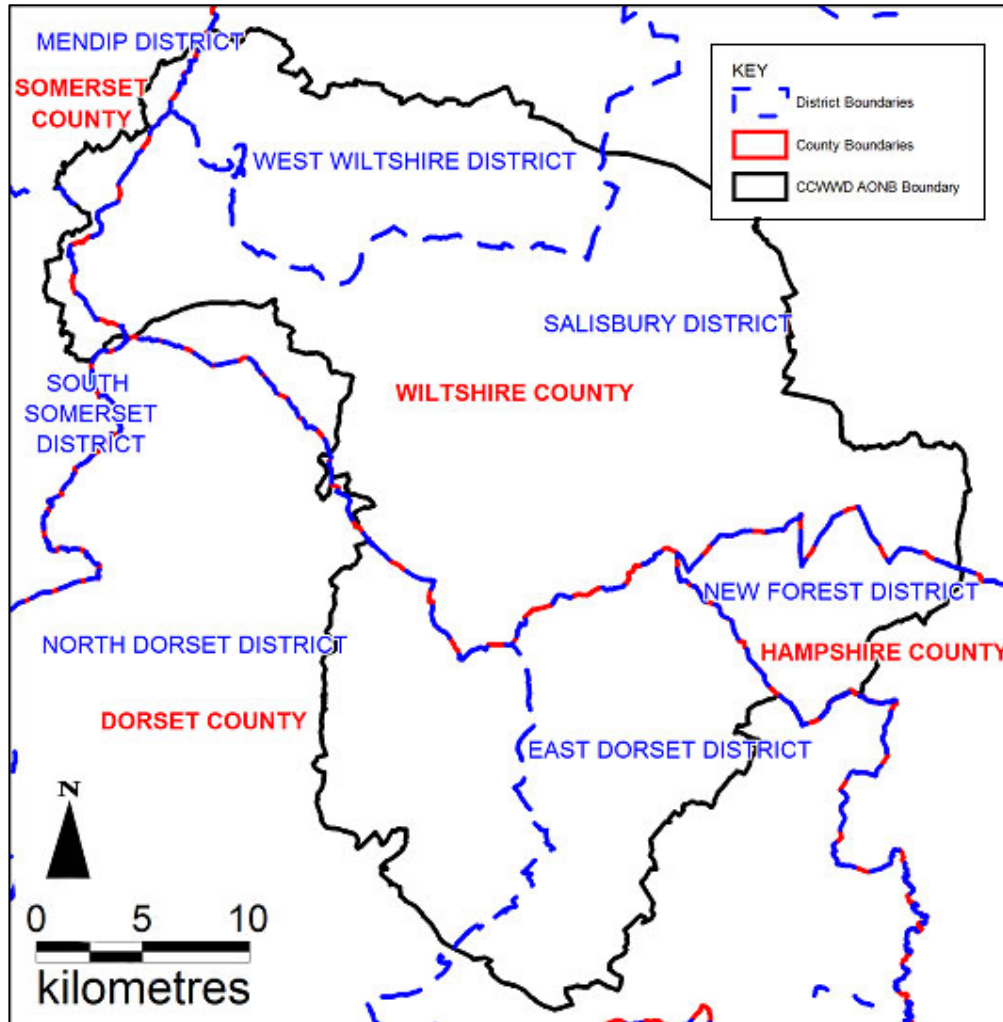 MENDIP DISTRICT
SOMERSET
COUNTY
KEY
District Boundaries
County Boundaries
CCWWD AONB Boundary
WEST WILTSHIRE DISTRICT
SALISBURY DISTRICT
SOUTH
SOMERSET
DISTRICT
WILTSHIRE COUNTY
NEW FOREST DISTRICT
NORTH DORSET DISTRICT
HAMPSHIRE COUNTY
DORSET COUNTY
EAST DORSET DISTRICT
N
0 5 10
kilometres